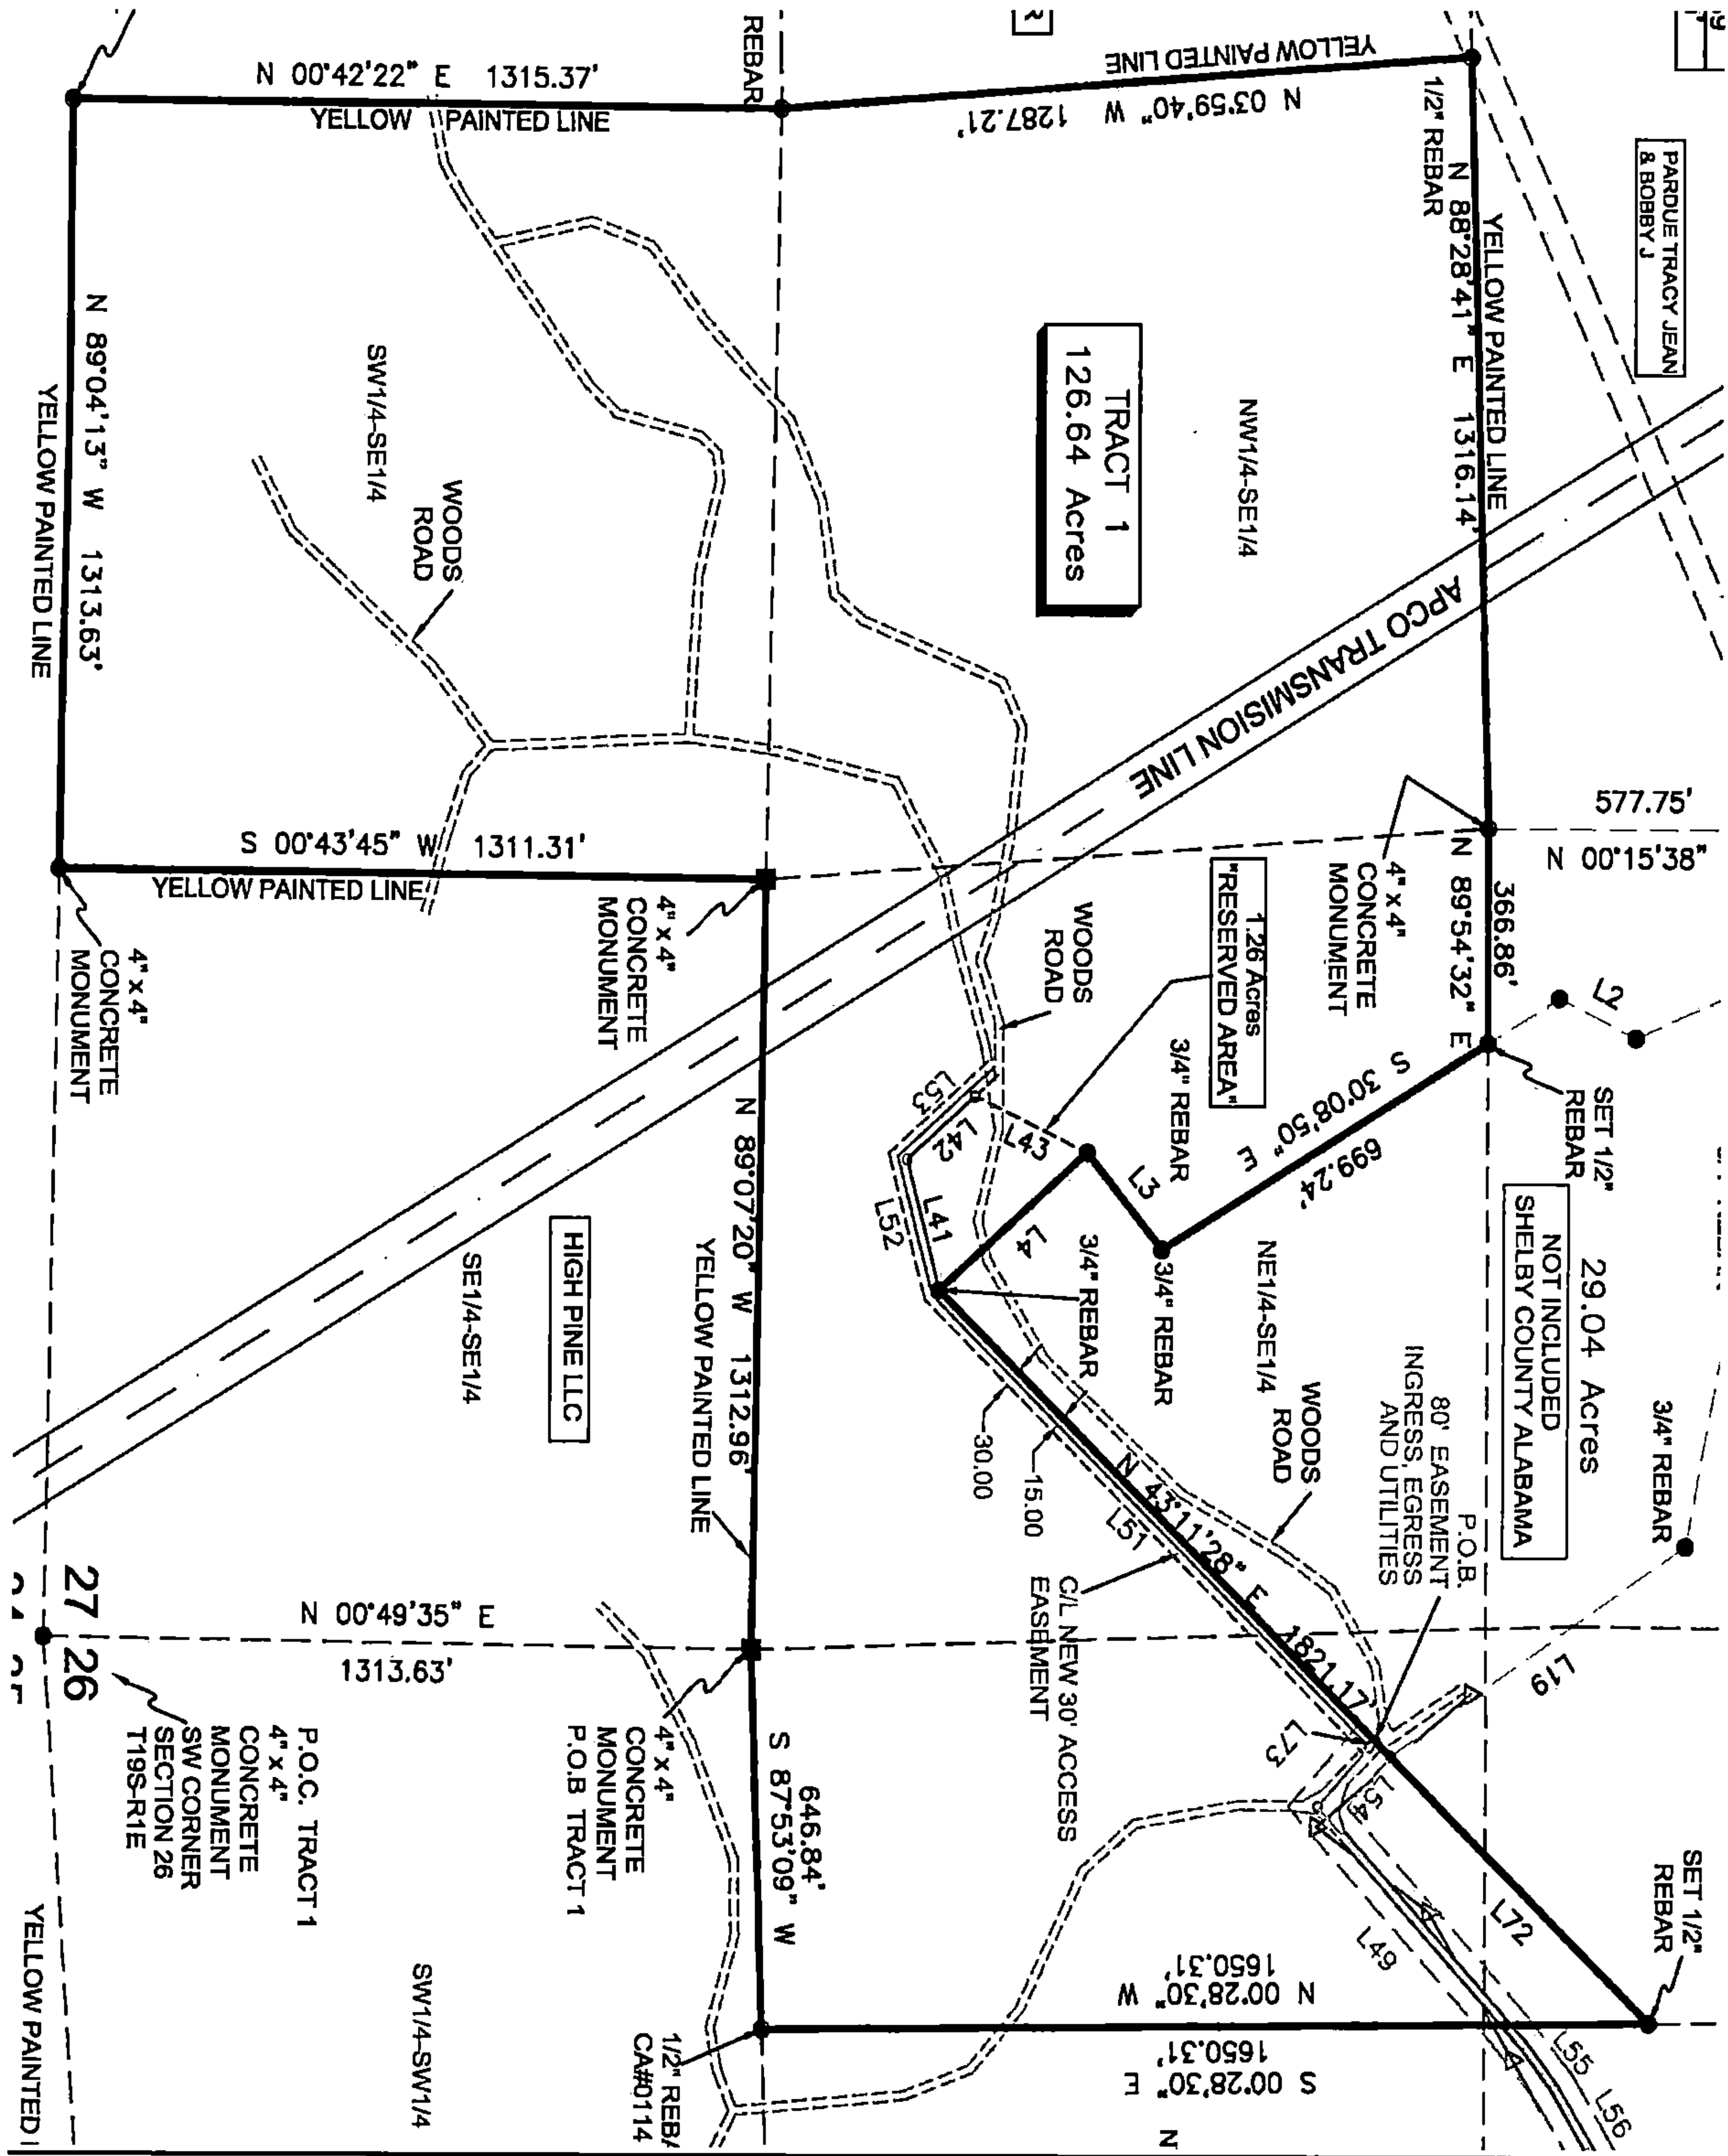 PARDUE TRACY JEAN
& BOBBY J
YELLOW PAINTED LINE
N 88°28'41" E 1316.14'
1/2" REBAR
YELLOW PAINTED LINE
N 03°59'40" W 1287.21'
REBAR
N 00°42'22" E 1315.37'
YELLOW PAINTED LINE
N 89°04'13" W 1313.63'
YELLOW PAINTED LINE
SW1/4-SE1/4
WOODS
ROAD
TRACT 1
126.64 Acres
NW1/4-SE1/4
APCO TRANSMISION LINE
577.75'
N 00°15'38"
4" x 4"
CONCRETE
MONUMENT
366.86'
N 89°54'32" E
L2
SET 1/2"
REBAR
S 30°08'50" E
699.24'
1.26 Acres
"RESERVED AREA"
WOODS
ROAD
3/4" REBAR
S 00°43'45" W 1311.31'
YELLOW PAINTED LINE
4" x 4"
CONCRETE
MONUMENT
4" x 4"
CONCRETE
MONUMENT
L53
L42
L43
L3
L4
L41
L52
3/4" REBAR
3/4" REBAR
NE1/4-SE1/4
29.04 Acres
NOT INCLUDED
SHELBY COUNTY ALABAMA
3/4" REBAR
P.O.B.
80' EASEMENT
INGRESS, EGRESS
AND UTILITIES
WOODS
ROAD
N 43°11'28" E 1821.17'
L51
30.00
15.00
C/L NEW 30' ACCESS
EASEMENT
N 89°07'20" W 1312.96'
YELLOW PAINTED LINE
HIGH PINE LLC
SE1/4-SE1/4
27 26
N 00°49'35" E
1313.63'
P.O.C. TRACT 1
4" x 4"
CONCRETE
MONUMENT
SW CORNER
SECTION 26
T19S-R1E
4" x 4"
CONCRETE
MONUMENT
P.O.B TRACT 1
646.84'
S 87°53'09" W
L19
L73
L54
L72
L49
SET 1/2"
REBAR
N 00°28'30" W
1650.31'
S 00°28'30" E
1650.31'
L55
L56
1/2" REB
CA#0114
SW1/4-SW1/4
YELLOW PAINTED
N